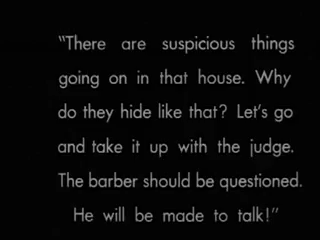 “There are suspicious things
going on in that house. Why
do they hide like that? Let's go
and take it up with the judge.
The barber should be questioned.
He will be made to talk!”